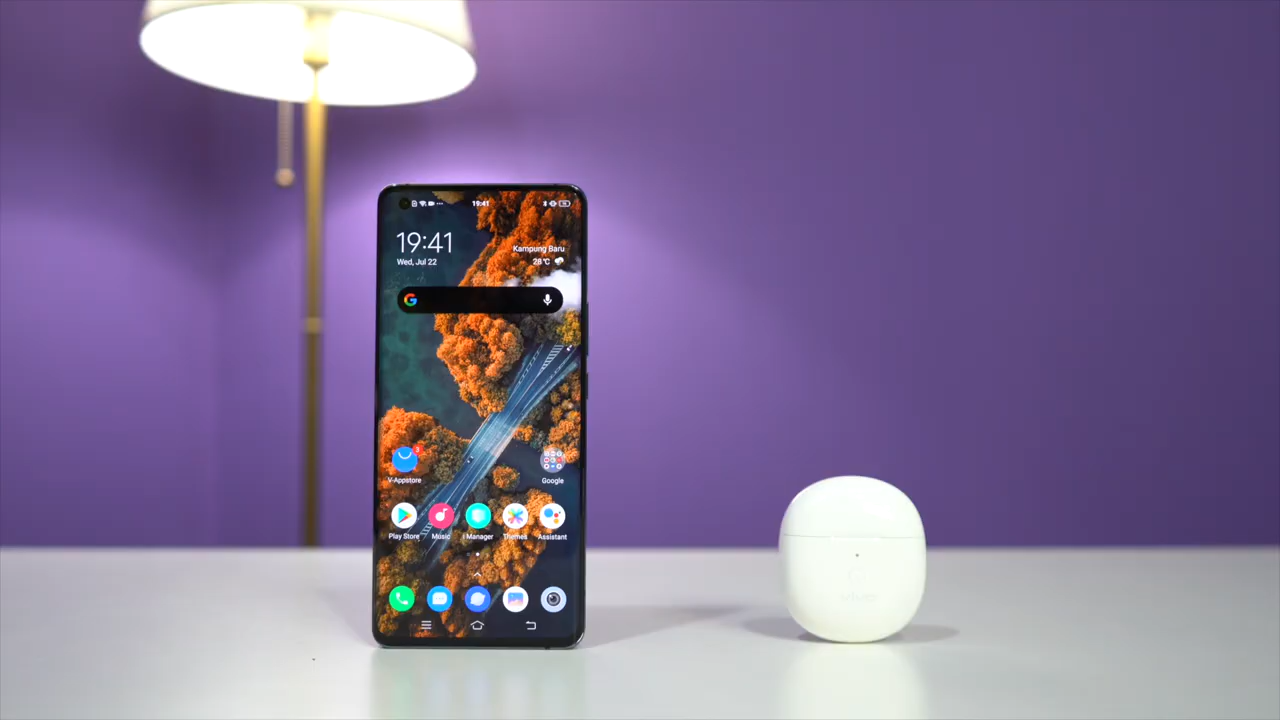 19:41
19:41
Wed, Jul 22
Kampung Baru
28°C
V-Appstore
Google
Play Store
Music
i Manager
Themes
Assistant